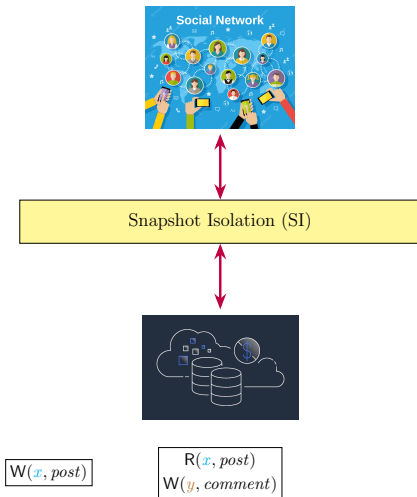 Social Network
Snapshot Isolation (SI)
$
W(x, post)
R(x, post)
W(y, comment)